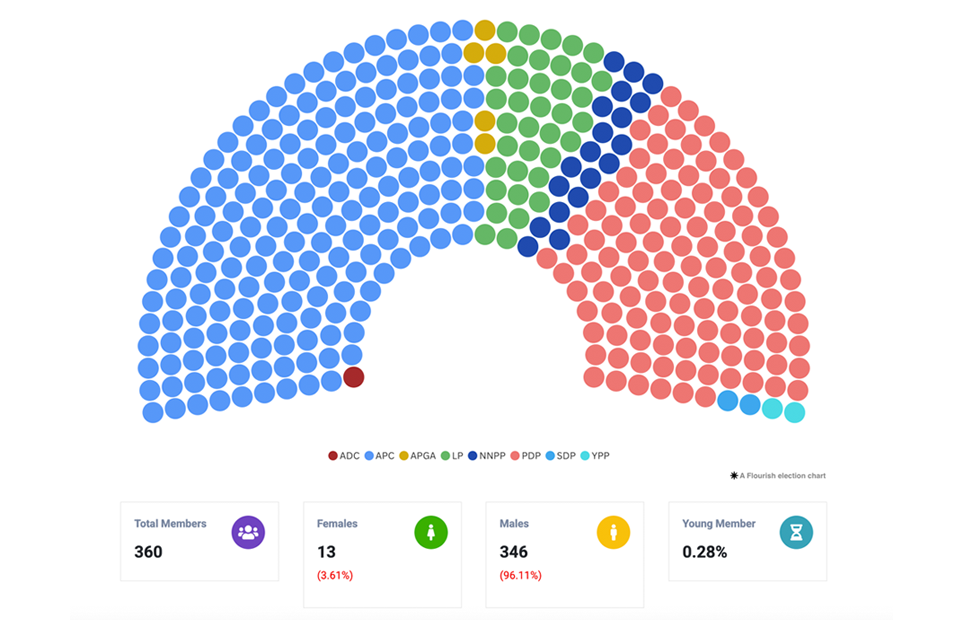 ADC APC APGA LP NNPP PDP SDP YPP
A Flourish election chart
Total Members
360
Females
13
(3.61%)
Males
346
(96.11%)
Young Member
0.28%